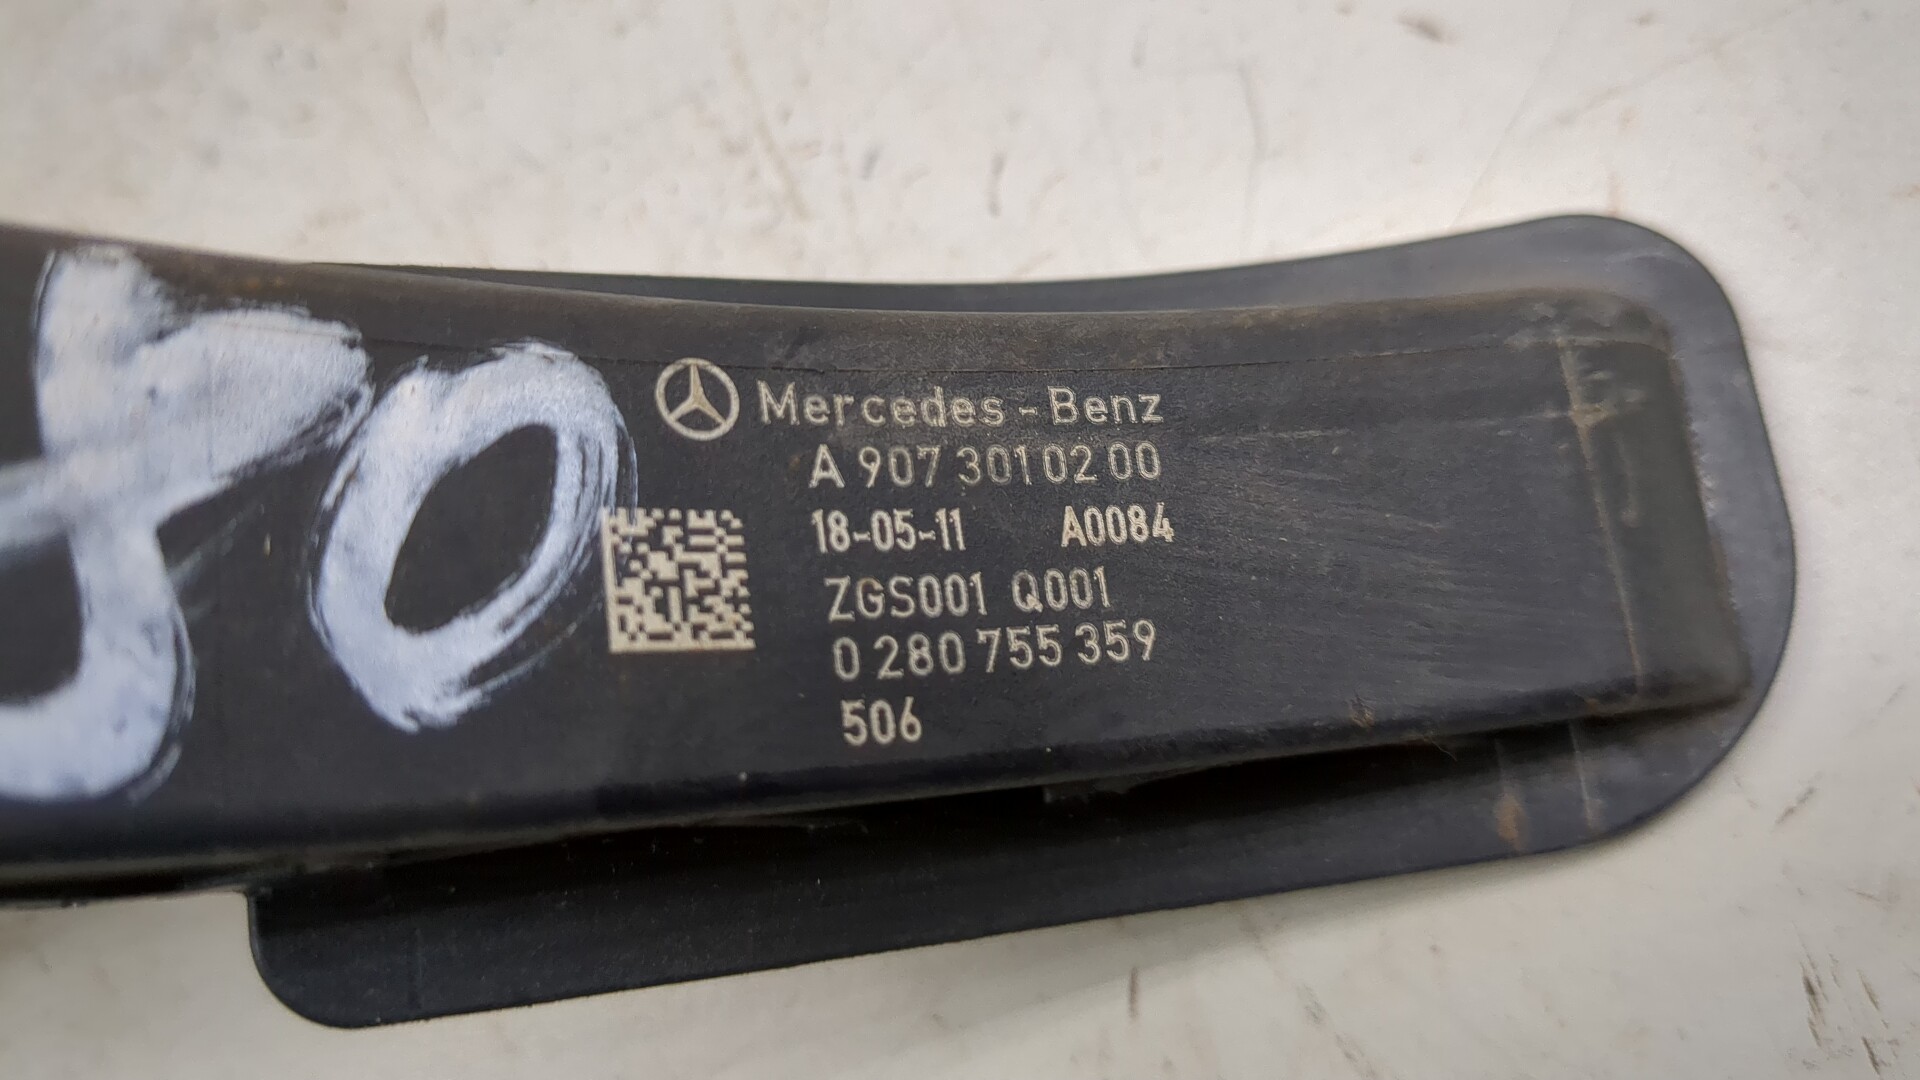 Mercedes-Benz
A 907 301 02 00
18-05-11 A0084
ZGS001 Q001
0 280 755 359
506